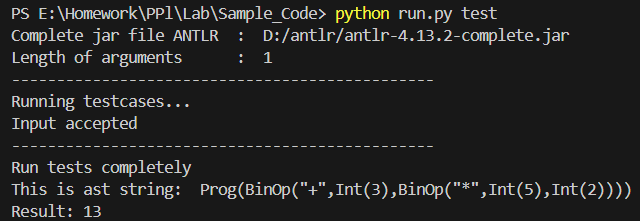 PS E:\Homework\PPl\Lab\Sample_Code> python run.py test
Complete jar file ANTLR  :  D:/antlr/antlr-4.13.2-complete.jar
Length of arguments      :  1
-----------------------------------------------
Running testcases...
Input accepted
-----------------------------------------------
Run tests completely
This is ast string:  Prog(BinOp("+",Int(3),BinOp("*",Int(5),Int(2))))
Result: 13